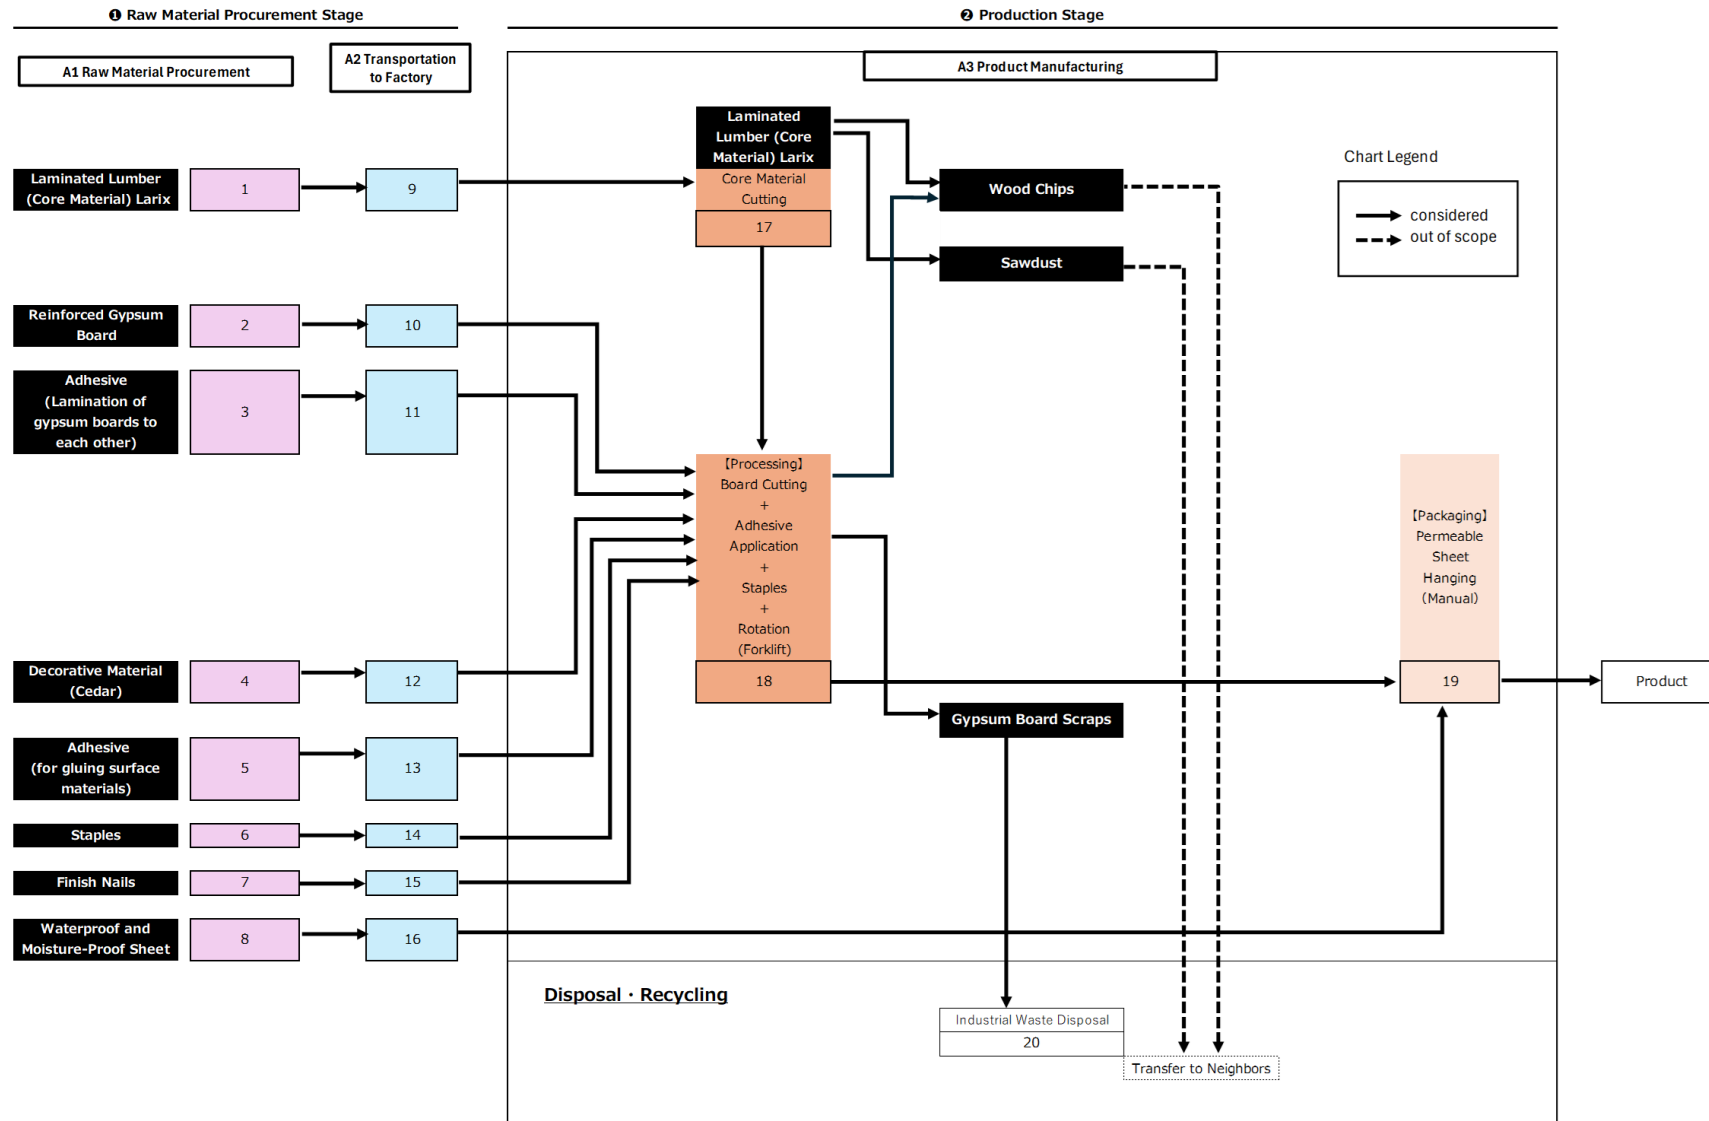 ❶ Raw Material Procurement Stage
❷ Production Stage
A1 Raw Material Procurement
A2 Transportation
to Factory
A3 Product Manufacturing
Laminated Lumber
(Core Material) Larix
1
9
Laminated
Lumber (Core
Material) Larix
Core Material
Cutting
17
Wood Chips
Sawdust
Chart Legend
considered
out of scope
Reinforced Gypsum
Board
2
10
Adhesive
(Lamination of
gypsum boards to
each other)
3
11
【Processing】
Board Cutting
+
Adhesive
Application
+
Staples
+
Rotation
(Forklift)
18
【Packaging】
Permeable
Sheet
Hanging
(Manual)
19
Product
Decorative Material
(Cedar)
4
12
Gypsum Board Scraps
Adhesive
(for gluing surface
materials)
5
13
Staples
6
14
Finish Nails
7
15
Waterproof and
Moisture-Proof Sheet
8
16
Disposal・Recycling
Industrial Waste Disposal
20
Transfer to Neighbors